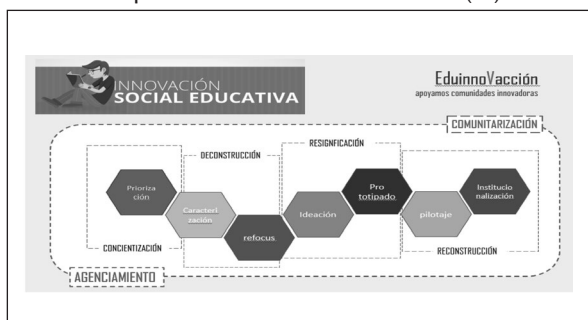 INNOVACIÓN
SOCIAL EDUCATIVA
EduinnoVacción
apoyamos comunidades innovadoras
COMUNITARIZACIÓN
RESIGNFICACIÓN
DECONSTRUCCIÓN
Prioriza
ción
Caracteri
zación
refocus
Ideación
Pro
totipado
pilotaje
Institucio
nalización
CONCIENTIZACIÓN
RECONSTRUCCIÓN
AGENCIAMIENTO